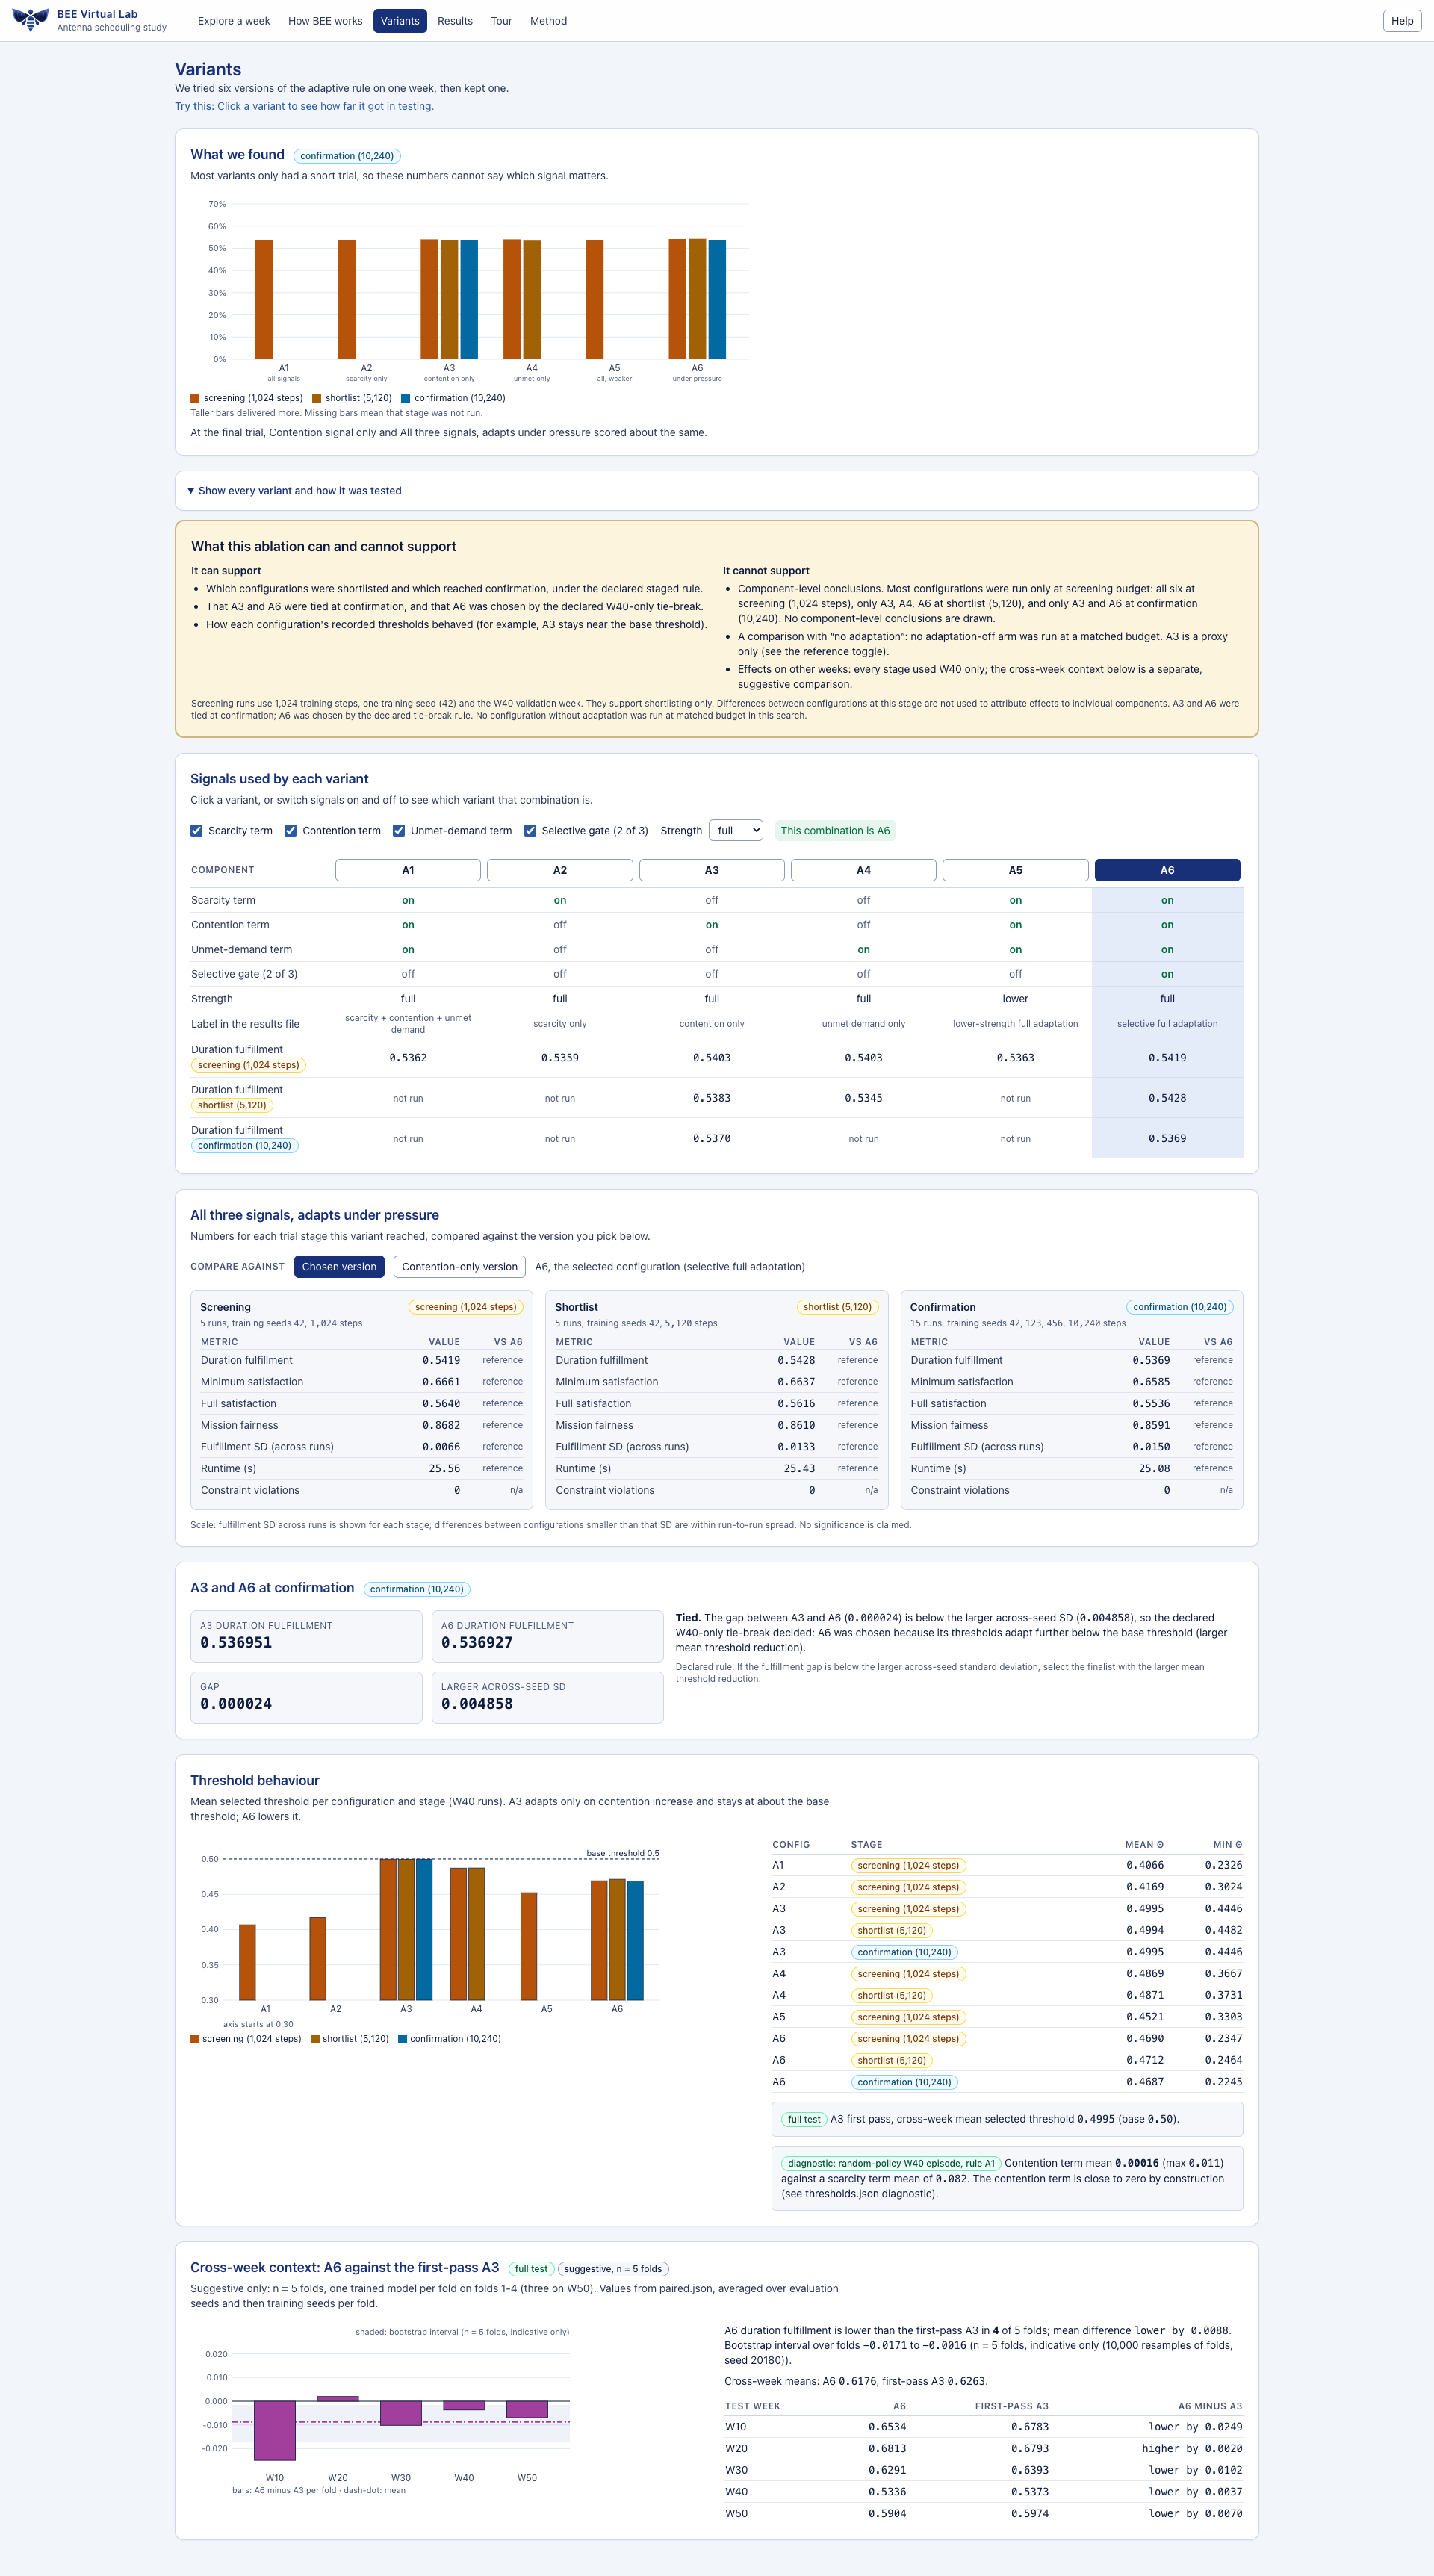 BEE Virtual Lab
Antenna scheduling study
Explore a week How BEE works Variants Results Tour Method Help
Variants
We tried six versions of the adaptive rule on one week, then kept one.
Try this: Click a variant to see how far it got in testing.
What we found confirmation (10,240)
Most variants only had a short trial, so these numbers cannot say which signal matters.
70%
60%
50%
40%
30%
20%
10%
0%
A1 A2 A3 A4 A5 A6
all signals scarcity only contention only unmet only all, weaker under pressure
screening (1,024 steps) shortlist (5,120) confirmation (10,240)
Taller bars delivered more. Missing bars mean that stage was not run.
At the final trial, Contention signal only and All three signals, adapts under pressure scored about the same.
▼ Show every variant and how it was tested
What this ablation can and cannot support
It can support
• Which configurations were shortlisted and which reached confirmation, under the declared staged rule.
• That A3 and A6 were tied at confirmation, and that A6 was chosen by the declared W40-only tie-break.
• How each configuration's recorded thresholds behaved (for example, A3 stays near the base threshold).
It cannot support
• Component-level conclusions. Most configurations were run only at screening budget: all six at
screening (1,024 steps), only A3, A4, A6 at shortlist (5,120), and only A3 and A6 at confirmation
(10,240). No component-level conclusions are drawn.
• A comparison with “no adaptation”: no adaptation-off arm was run at a matched budget. A3 is a proxy
only (see the reference toggle).
• Effects on other weeks: every stage used W40 only; the cross-week context below is a separate,
suggestive comparison.
Screening runs use 1,024 training steps, one training seed (42) and the W40 validation week. They support shortlisting only. Differences between configurations at this stage are not used to attribute effects to individual components. A3 and A6 were
tied at confirmation; A6 was chosen by the declared tie-break rule. No configuration without adaptation was run at matched budget in this search.
Signals used by each variant
Click a variant, or switch signals on and off to see which variant that combination is.
Scarcity term Contention term Unmet-demand term Selective gate (2 of 3) Strength full This combination is A6
COMPONENT A1 A2 A3 A4 A5 A6
Scarcity term on on off off on on
Contention term on off on off on on
Unmet-demand term on off off on on on
Selective gate (2 of 3) off off off off off on
Strength full full full full lower full
Label in the results file scarcity + contention + unmet demand scarcity only contention only unmet demand only lower-strength full adaptation selective full adaptation
Duration fulfillment
screening (1,024 steps) 0.5362 0.5359 0.5403 0.5403 0.5363 0.5419
Duration fulfillment
shortlist (5,120) not run not run 0.5383 0.5345 not run 0.5428
Duration fulfillment
confirmation (10,240) not run not run 0.5370 not run not run 0.5369
All three signals, adapts under pressure
Numbers for each trial stage this variant reached, compared against the version you pick below.
COMPARE AGAINST Chosen version Contention-only version A6, the selected configuration (selective full adaptation)
Screening screening (1,024 steps)
5 runs, training seeds 42, 1,024 steps
METRIC VALUE VS A6
Duration fulfillment 0.5419 reference
Minimum satisfaction 0.6661 reference
Full satisfaction 0.5640 reference
Mission fairness 0.8682 reference
Fulfillment SD (across runs) 0.0066 reference
Runtime (s) 25.56 reference
Constraint violations 0 n/a
Shortlist shortlist (5,120)
5 runs, training seeds 42, 5,120 steps
METRIC VALUE VS A6
Duration fulfillment 0.5428 reference
Minimum satisfaction 0.6637 reference
Full satisfaction 0.5616 reference
Mission fairness 0.8610 reference
Fulfillment SD (across runs) 0.0133 reference
Runtime (s) 25.43 reference
Constraint violations 0 n/a
Confirmation confirmation (10,240)
15 runs, training seeds 42, 123, 456, 10,240 steps
METRIC VALUE VS A6
Duration fulfillment 0.5369 reference
Minimum satisfaction 0.6585 reference
Full satisfaction 0.5536 reference
Mission fairness 0.8591 reference
Fulfillment SD (across runs) 0.0150 reference
Runtime (s) 25.08 reference
Constraint violations 0 n/a
Scale: fulfillment SD across runs is shown for each stage; differences between configurations smaller than that SD are within run-to-run spread. No significance is claimed.
A3 and A6 at confirmation confirmation (10,240)
A3 DURATION FULFILLMENT
0.536951
A6 DURATION FULFILLMENT
0.536927
GAP
0.000024
LARGER ACROSS-SEED SD
0.004858
Tied. The gap between A3 and A6 (0.000024) is below the larger across-seed SD (0.004858), so the declared
W40-only tie-break decided: A6 was chosen because its thresholds adapt further below the base threshold (larger
mean threshold reduction).
Declared rule: If the fulfillment gap is below the larger across-seed standard deviation, select the finalist with the larger mean
threshold reduction.
Threshold behaviour
Mean selected threshold per configuration and stage (W40 runs). A3 adapts only on contention increase and stays at about the base
threshold; A6 lowers it.
base threshold 0.5
0.50
0.45
0.40
0.35
0.30
A1 A2 A3 A4 A5 A6
axis starts at 0.30
screening (1,024 steps) shortlist (5,120) confirmation (10,240)
CONFIG STAGE MEAN Θ MIN Θ
A1 screening (1,024 steps) 0.4066 0.2326
A2 screening (1,024 steps) 0.4169 0.3024
A3 screening (1,024 steps) 0.4995 0.4446
A3 shortlist (5,120) 0.4994 0.4482
A3 confirmation (10,240) 0.4995 0.4446
A4 screening (1,024 steps) 0.4869 0.3667
A4 shortlist (5,120) 0.4871 0.3731
A5 screening (1,024 steps) 0.4521 0.3303
A6 screening (1,024 steps) 0.4690 0.2347
A6 shortlist (5,120) 0.4712 0.2464
A6 confirmation (10,240) 0.4687 0.2245
full test A3 first pass, cross-week mean selected threshold 0.4995 (base 0.50).
diagnostic: random-policy W40 episode, rule A1 Contention term mean 0.00016 (max 0.011)
against a scarcity term mean of 0.082. The contention term is close to zero by construction
(see thresholds.json diagnostic).
Cross-week context: A6 against the first-pass A3 full test suggestive, n = 5 folds
Suggestive only: n = 5 folds, one trained model per fold on folds 1-4 (three on W50). Values from paired.json, averaged over evaluation
seeds and then training seeds per fold.
shaded: bootstrap interval (n = 5 folds, indicative only)
0.020
0.010
0.000
-0.010
-0.020
W10 W20 W30 W40 W50
bars: A6 minus A3 per fold · dash-dot: mean
A6 duration fulfillment is lower than the first-pass A3 in 4 of 5 folds; mean difference lower by 0.0088.
Bootstrap interval over folds −0.0171 to −0.0016 (n = 5 folds, indicative only (10,000 resamples of folds,
seed 20180)).
Cross-week means: A6 0.6176, first-pass A3 0.6263.
TEST WEEK A6 FIRST-PASS A3 A6 MINUS A3
W10 0.6534 0.6783 lower by 0.0249
W20 0.6813 0.6793 higher by 0.0020
W30 0.6291 0.6393 lower by 0.0102
W40 0.5336 0.5373 lower by 0.0037
W50 0.5904 0.5974 lower by 0.0070